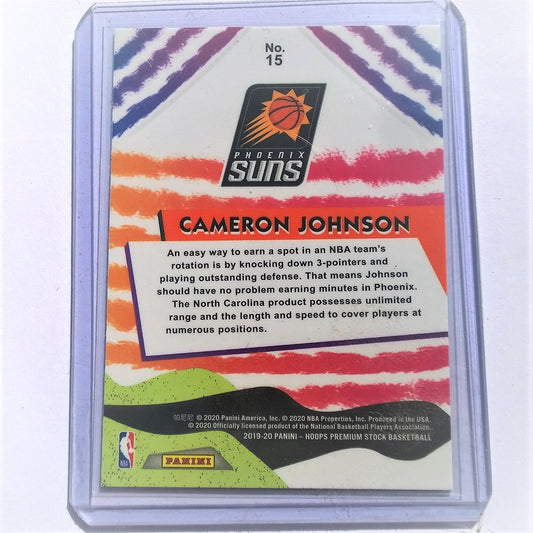 No.
15
PHOENIX
SUNS
CAMERON JOHNSON
An easy way to earn a spot in an NBA team's
rotation is by knocking down 3-pointers and
playing outstanding defense. That means Johnson
should have no problem earning minutes in Phoenix.
The North Carolina product possesses unlimited
range and the length and speed to cover players at
numerous positions.
帕尼尼 © 2020 Panini America, Inc. © 2020 NBA Properties, Inc. Produced in the USA.
© 2020 Officially licensed product of the National Basketball Players Association.
2019-20 PANINI – HOOPS PREMIUM STOCK BASKETBALL
NBA
PANINI